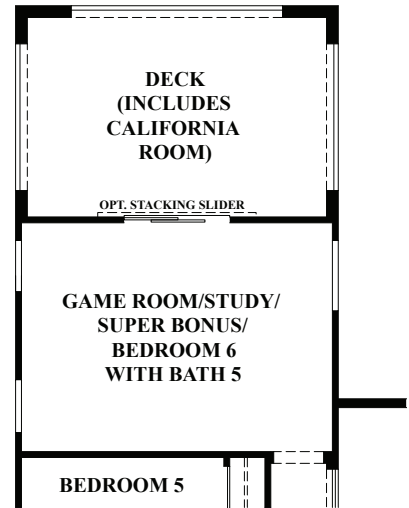 DECK
(INCLUDES
CALIFORNIA
ROOM)
OPT. STACKING SLIDER
GAME ROOM/STUDY/
SUPER BONUS/
BEDROOM 6
WITH BATH 5
BEDROOM 5